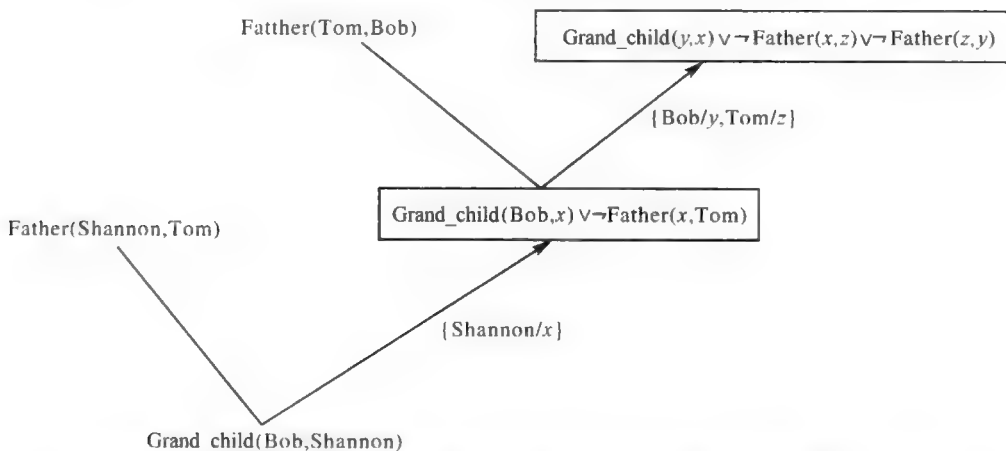 Fatther(Tom,Bob)
Grand_child(y,x)∨¬Father(x,z)∨¬Father(z,y)
{Bob/y,Tom/z}
Grand_child(Bob,x)∨¬Father(x,Tom)
Father(Shannon,Tom)
{Shannon/x}
Grand child(Bob,Shannon)